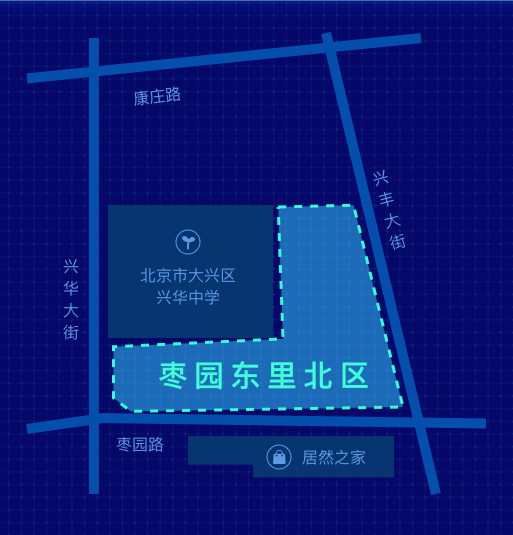 康庄路
兴丰大街
北京市大兴区
兴华中学
兴华大街
枣园东里北区
枣园路
居然之家